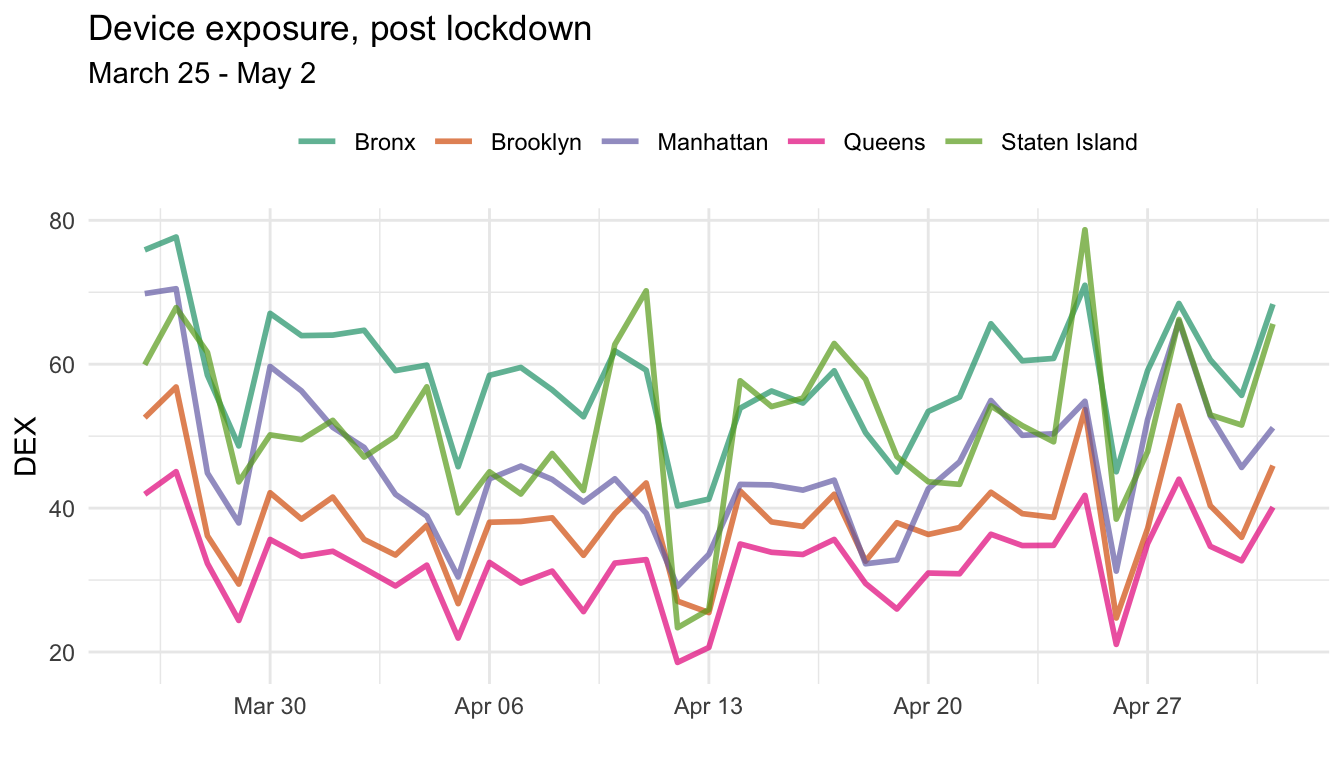 Device exposure, post lockdown
March 25 - May 2
Bronx Brooklyn Manhattan Queens Staten Island
80
60
40
20
DEX
Mar 30 Apr 06 Apr 13 Apr 20 Apr 27